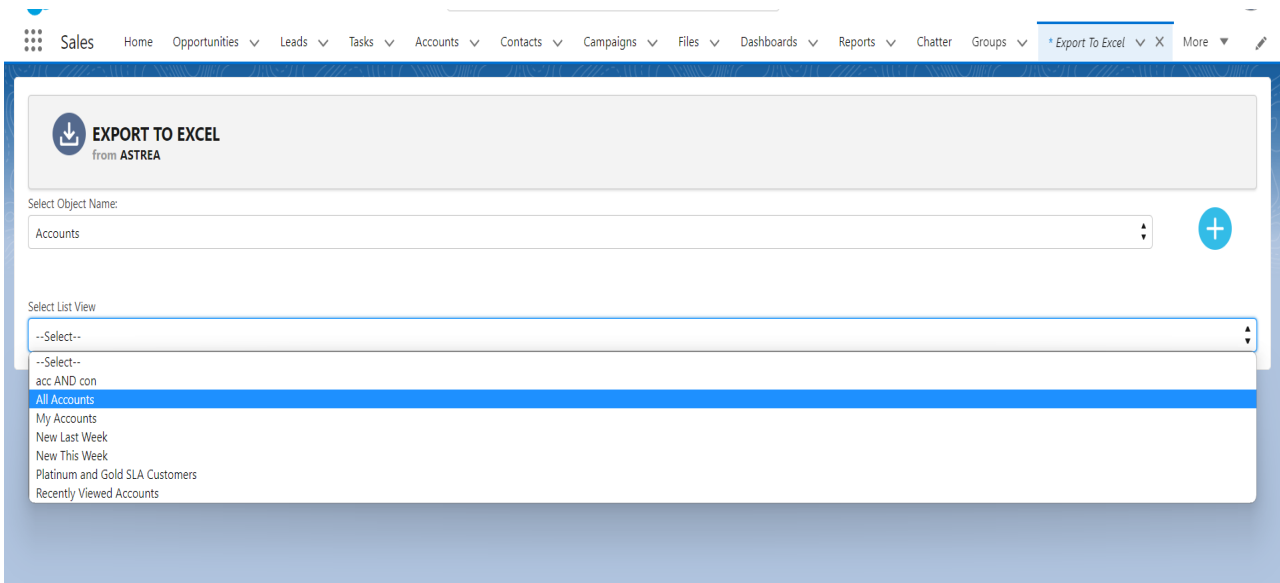 Sales Home Opportunities Leads Tasks Accounts Contacts Campaigns Files Dashboards Reports Chatter Groups * Export To Excel X More
EXPORT TO EXCEL
from ASTREA
Select Object Name:
Accounts
Select List View
--Select--
--Select--
acc AND con
All Accounts
My Accounts
New Last Week
New This Week
Platinum and Gold SLA Customers
Recently Viewed Accounts